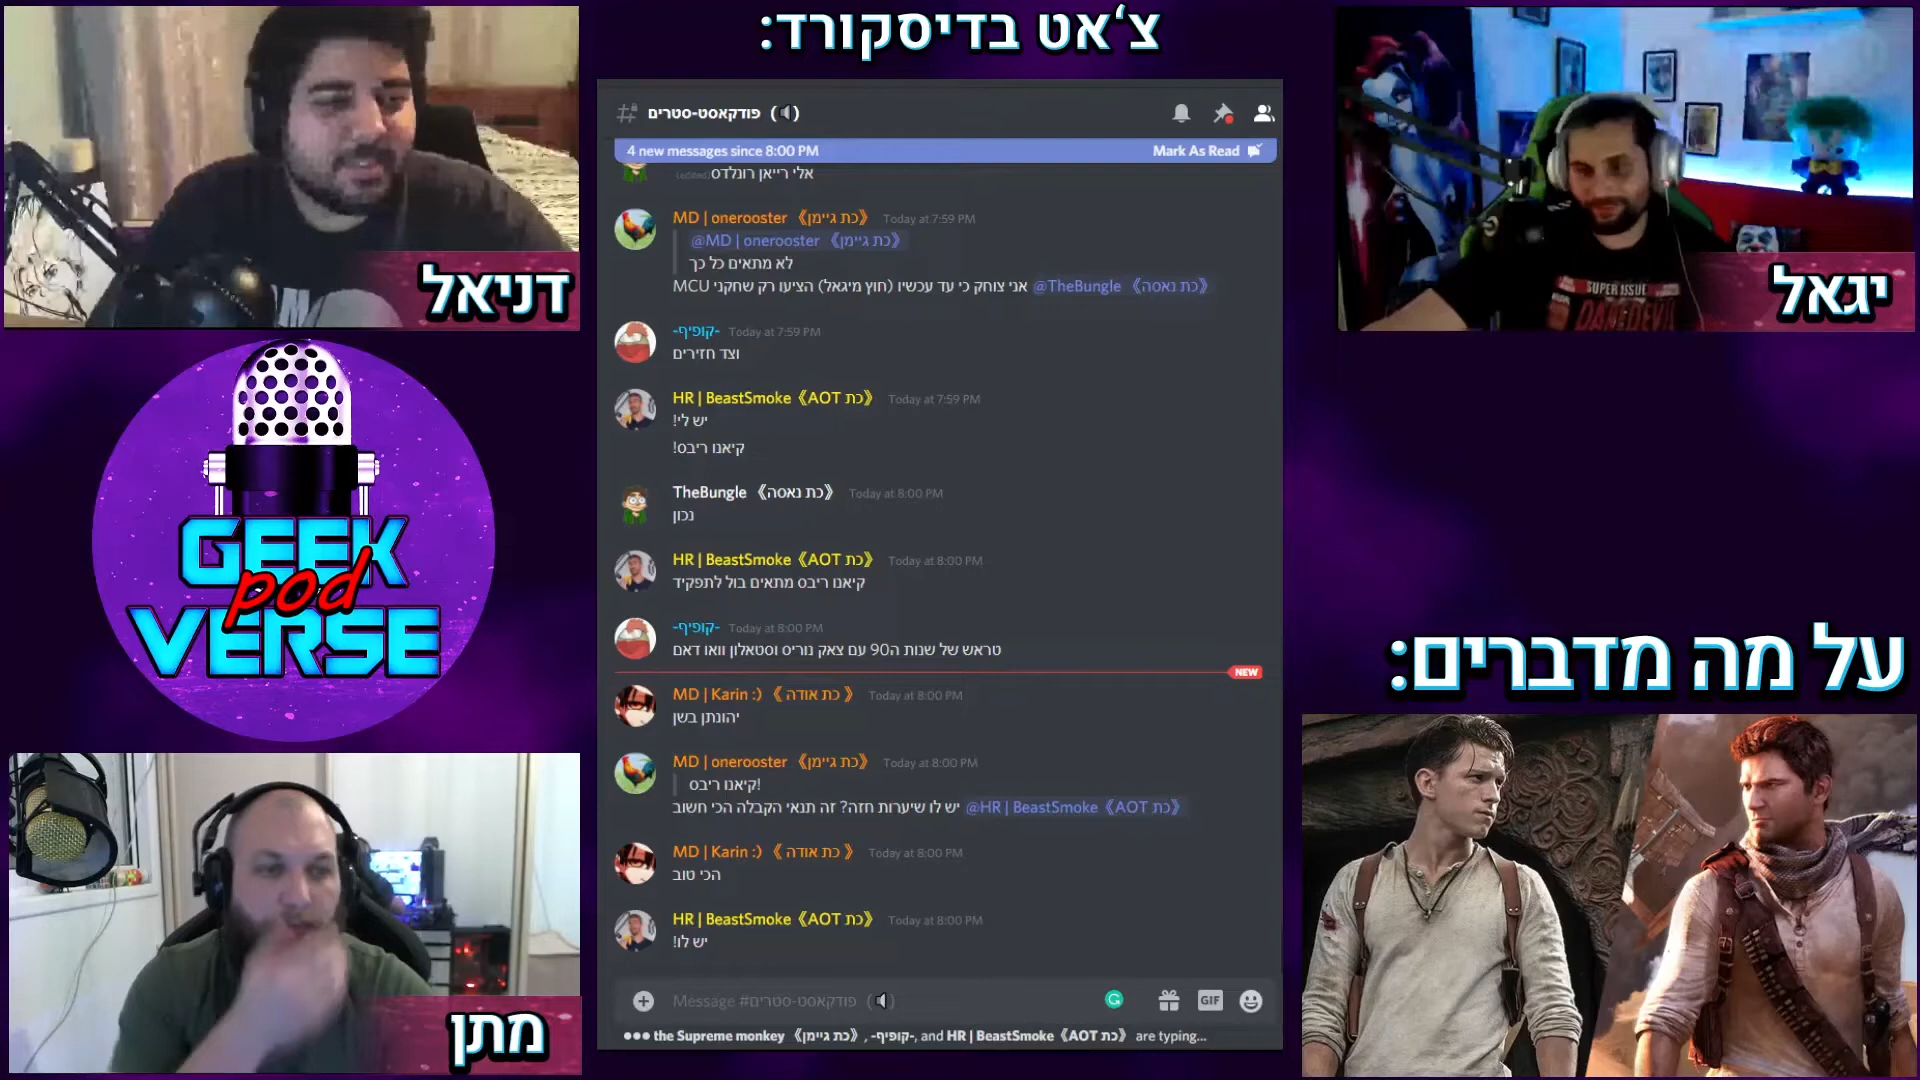 צ'אט בדיסקורד:
דניאל
יגאל
GEEK
pod
VERSE
מתן
על מה מדברים:
SUPER ISSUE
DAREDEVIL
פודקאסט-סטרים
4 new messages since 8:00 PM Mark As Read
אלי רייאן רונלדס (edited)
MD | onerooster 《כת גיימן》 Today at 7:59 PM
@MD | onerooster 《כת גיימן》
לא מתאים כל כך
@TheBungle 《כת נאסה》 אני צוחק כי עד עכשיו (חוץ מיגאל) הציעו רק שחקני MCU
-קופיף- Today at 7:59 PM
וצד חזירים
HR | BeastSmoke 《כת AOT》 Today at 7:59 PM
יש לי!
קיאנו ריבס!
TheBungle 《כת נאסה》 Today at 8:00 PM
נכון
HR | BeastSmoke 《כת AOT》 Today at 8:00 PM
קיאנו ריבס מתאים בול לתפקיד
-קופיף- Today at 8:00 PM
טראש של שנות ה90 עם צאק נוריס וסטאלון וואו דאם
NEW
MD | Karin :) 《 כת אודה 》 Today at 8:00 PM
יהונתן בשן
MD | onerooster 《כת גיימן》 Today at 8:00 PM
קיאנו ריבס!
@HR | BeastSmoke 《כת AOT》 יש לו שיערות חזה? זה תנאי הקבלה הכי חשוב
MD | Karin :) 《 כת אודה 》 Today at 8:00 PM
הכי טוב
HR | BeastSmoke 《כת AOT》 Today at 8:00 PM
יש לו!
Message #פודקאסט-סטרים
GIF
the Supreme monkey 《כת גיימן》, -קופיף-, and HR | BeastSmoke 《כת AOT》 are typing...